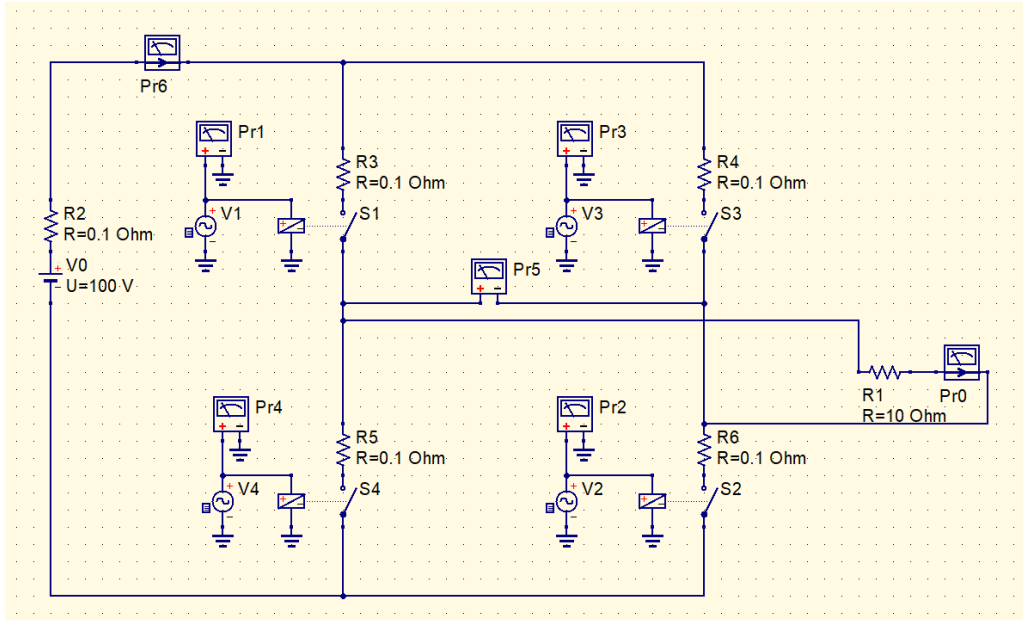 Pr6
Pr1
Pr3
R3
R=0.1 Ohm
R4
R=0.1 Ohm
R2
R=0.1 Ohm
V1
S1
V3
S3
V0
U=100 V
Pr5
R1
R=10 Ohm
Pr0
Pr4
Pr2
R5
R=0.1 Ohm
R6
R=0.1 Ohm
V4
S4
V2
S2